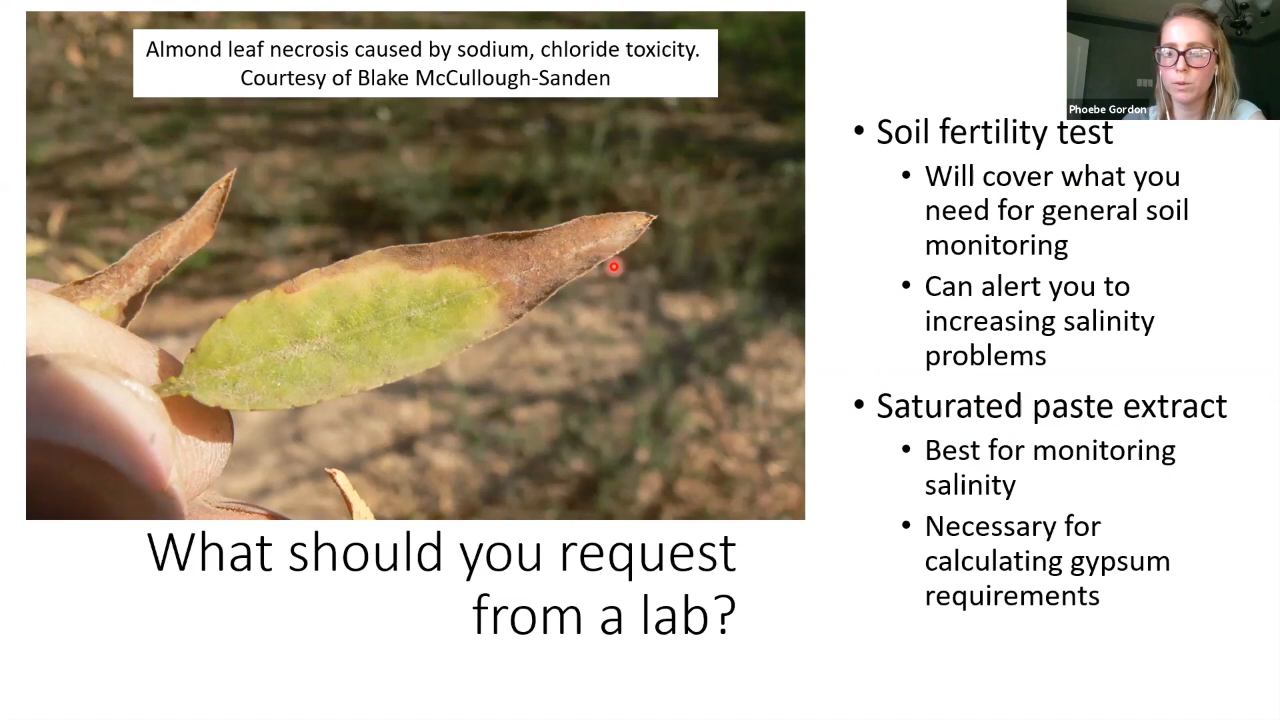 Almond leaf necrosis caused by sodium, chloride toxicity.
Courtesy of Blake McCullough-Sanden
Phoebe Gordon
• Soil fertility test
• Will cover what you
need for general soil
monitoring
• Can alert you to
increasing salinity
problems
• Saturated paste extract
• Best for monitoring
salinity
• Necessary for
calculating gypsum
requirements
What should you request
from a lab?